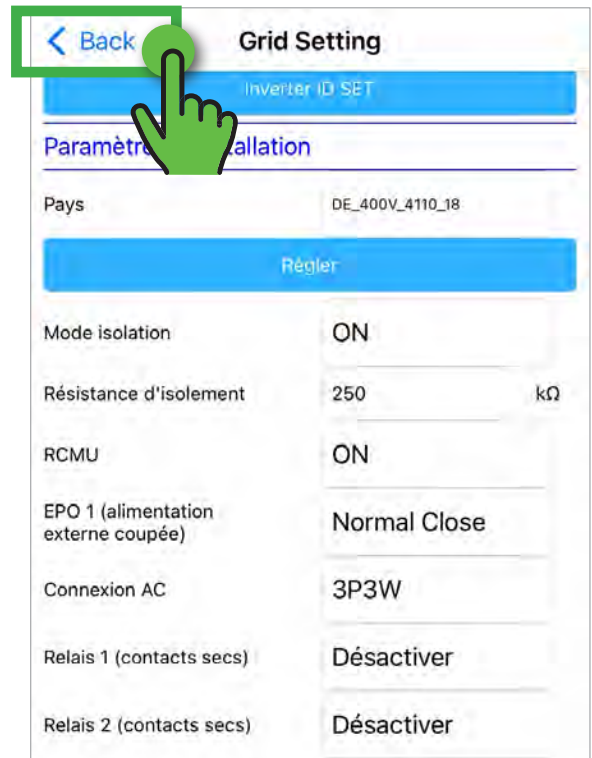 Back Grid Setting
Inverter ID SET
allation
Pays DE_400V_4110_18
Régler
Mode isolation ON
Résistance d'isolement 250 kΩ
RCMU ON
EPO 1 (alimentation
externe coupée) Normal Close
Connexion AC 3P3W
Relais 1 (contacts secs) Désactiver
Relais 2 (contacts secs) Désactiver